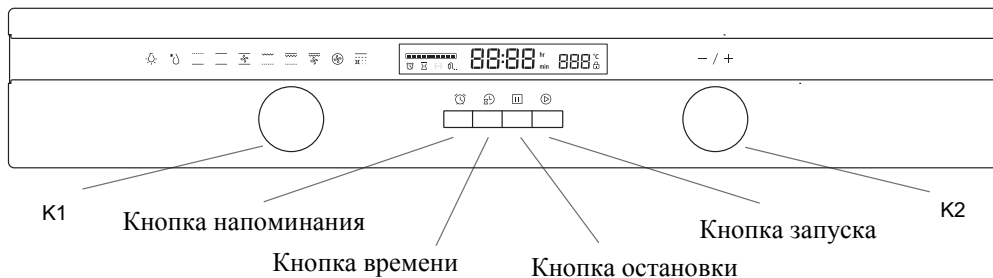 88:88 hr min 888 °C
− / +
K1
K2
Кнопка напоминания
Кнопка запуска
Кнопка времени
Кнопка остановки